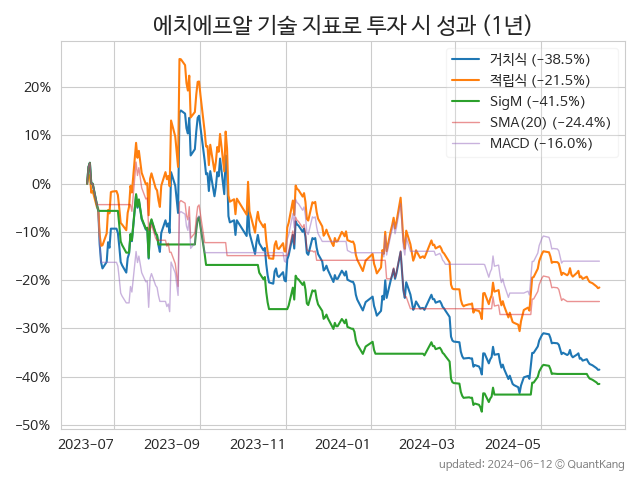 에치에프알 기술 지표로 투자 시 성과 (1년)
거치식 (−38.5%)
적립식 (−21.5%)
SigM (−41.5%)
SMA(20) (−24.4%)
MACD (−16.0%)
20%
10%
0%
−10%
−20%
−30%
−40%
−50%
2023-07 2023-09 2023-11 2024-01 2024-03 2024-05
updated: 2024-06-12 ⓒ QuantKang